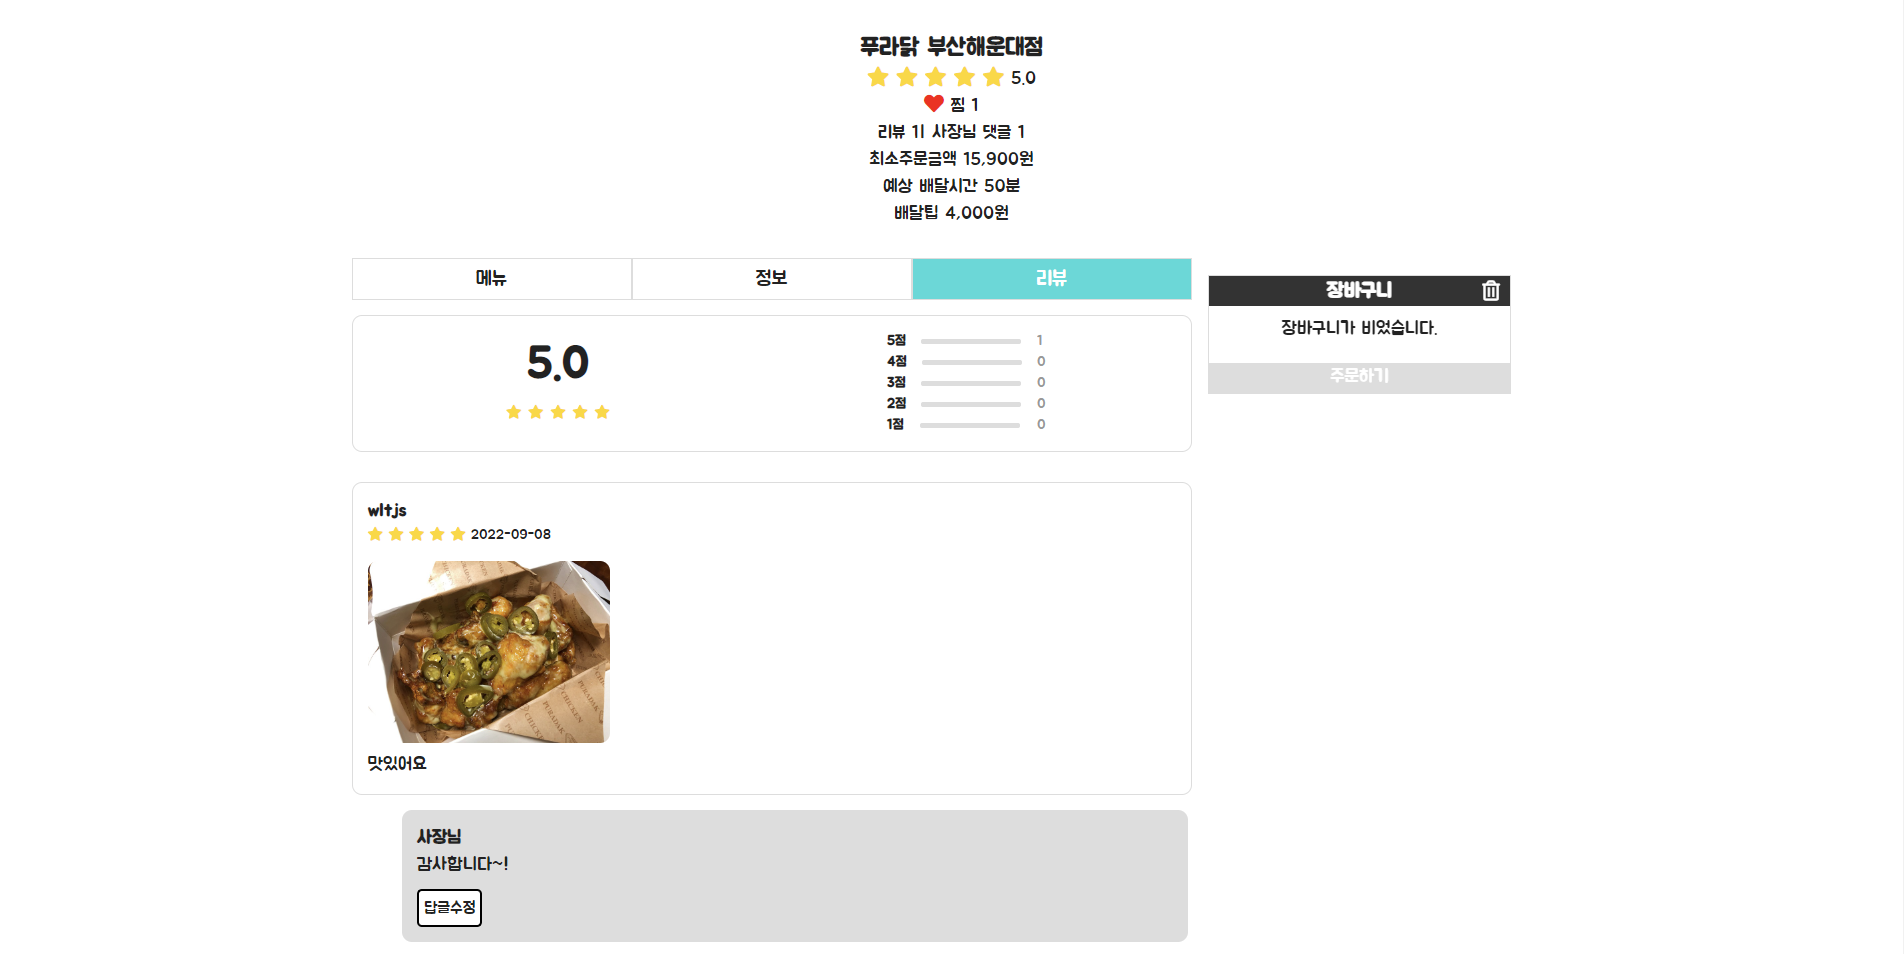 푸라닭 부산해운대점
5.0
찜 1
리뷰 1| 사장님 댓글 1
최소주문금액 15,900원
예상 배달시간 50분
배달팁 4,000원
메뉴
정보
리뷰
5.0
5점 1
4점 0
3점 0
2점 0
1점 0
장바구니
장바구니가 비었습니다.
주문하기
wltjs
2022-09-08
PURADAK
CHICKEN
맛있어요
사장님
감사합니다~!
답글수정